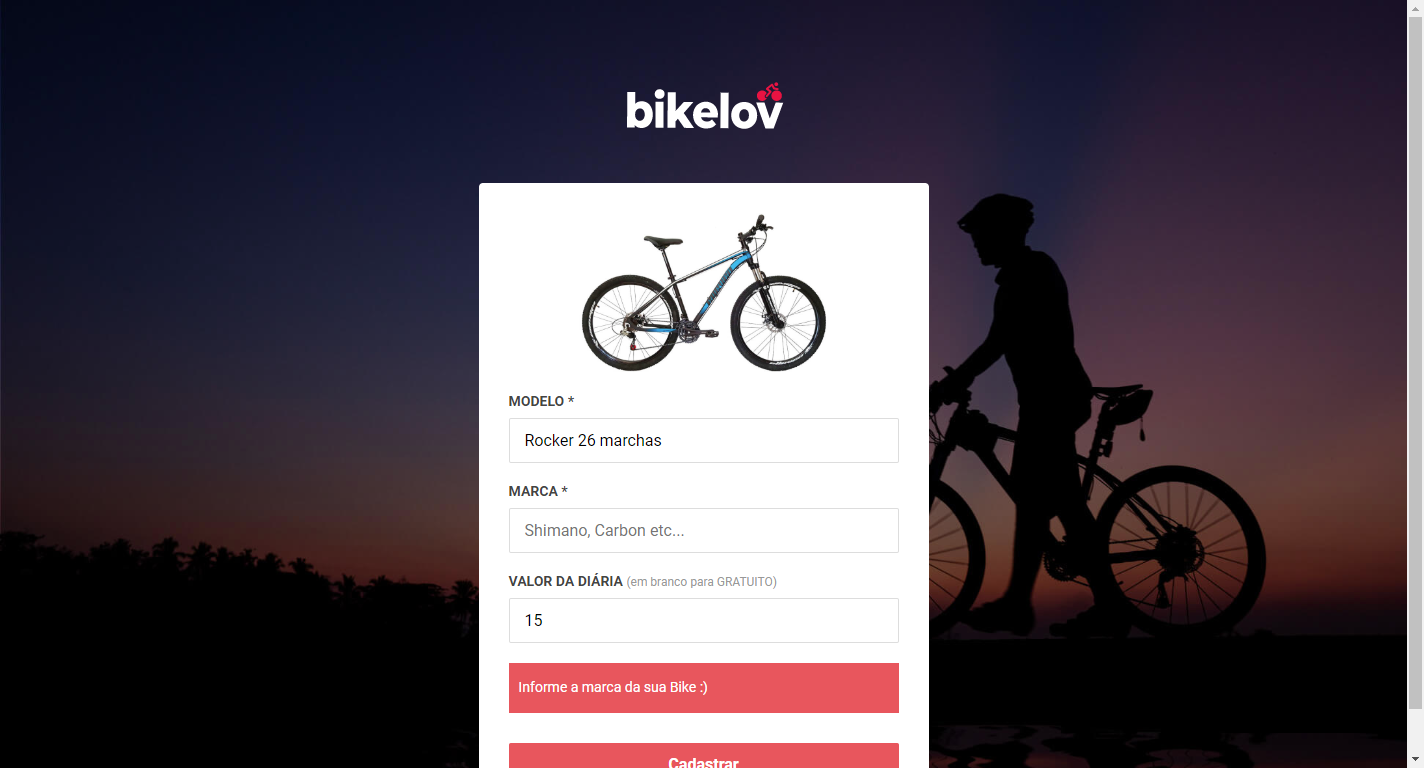 bikelov
MODELO *
Rocker 26 marchas
MARCA *
Shimano, Carbon etc...
VALOR DA DIÁRIA (em branco para GRATUITO)
15
Informe a marca da sua Bike :)
Cadastrar